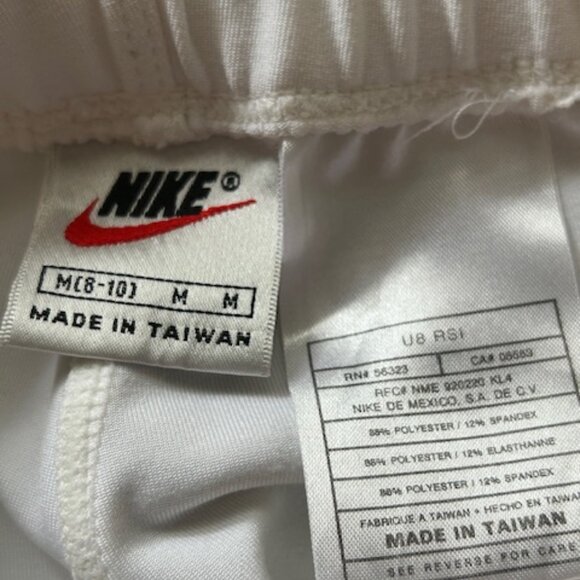 NIKE®
M(8-10) M M
MADE IN TAIWAN
U8 RSI
RN# 56323 CA# 05553
RFC# NME 920220 KL4
NIKE DE MEXICO, S.A. DE C.V
88% POLYESTER / 12% SPANDEX
88% POLYESTER / 12% ELASTHANNE
88% POLYESTER / 12% SPANDEX
FABRIQUE A TAIWAN • HECHO EN TAIWAN
MADE IN TAIWAN
SEE REVERSE FOR CARE